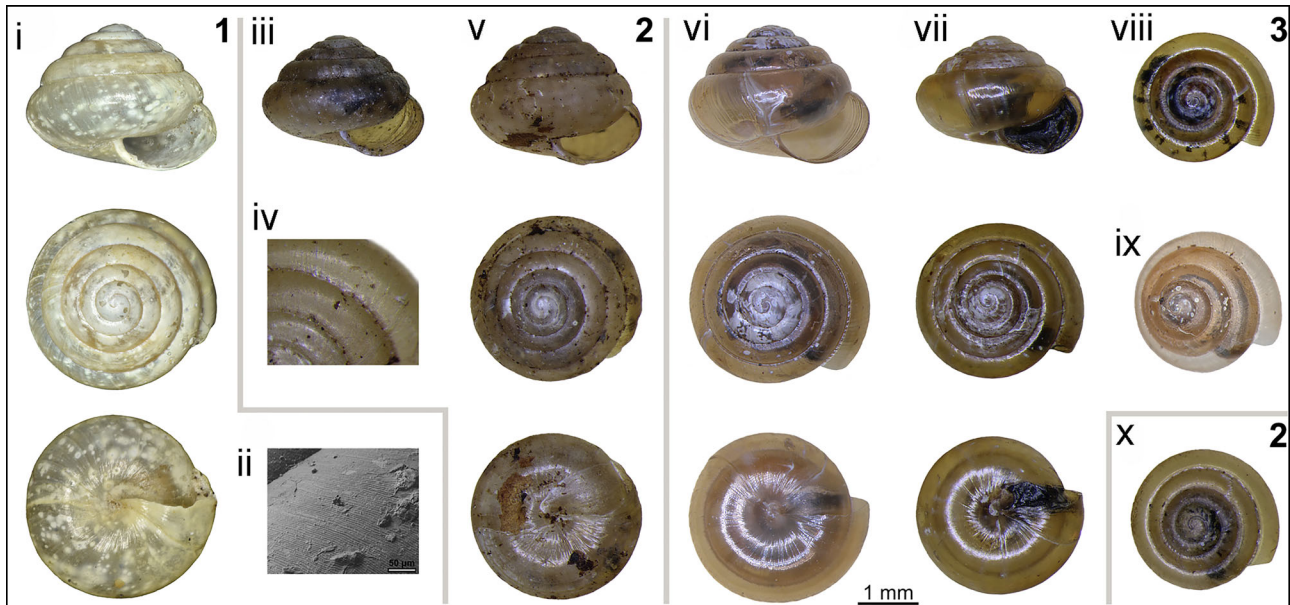 i 1 iii v 2 vi vii viii 3
iv ix
ii x 2
50 µm
1 mm